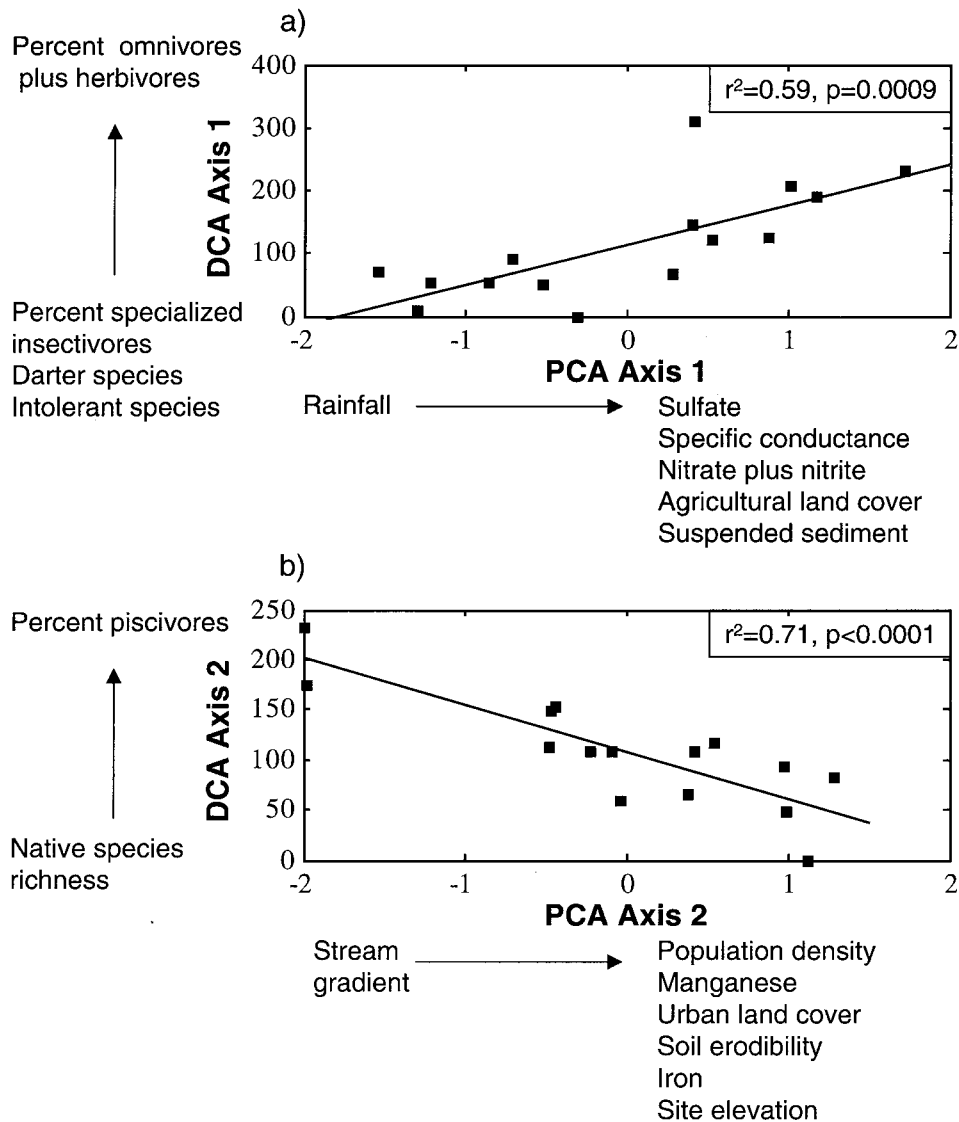 a)
Percent omnivores
plus herbivores
Percent specialized
insectivores
Darter species
Intolerant species
DCA Axis 1
400
300
200
100
0
r²=0.59, p=0.0009
-2 -1 0 1 2
PCA Axis 1
Rainfall
Sulfate
Specific conductance
Nitrate plus nitrite
Agricultural land cover
Suspended sediment
b)
Percent piscivores
Native species
richness
DCA Axis 2
250
200
150
100
50
0
r²=0.71, p<0.0001
-2 -1 0 1 2
PCA Axis 2
Stream
gradient
Population density
Manganese
Urban land cover
Soil erodibility
Iron
Site elevation